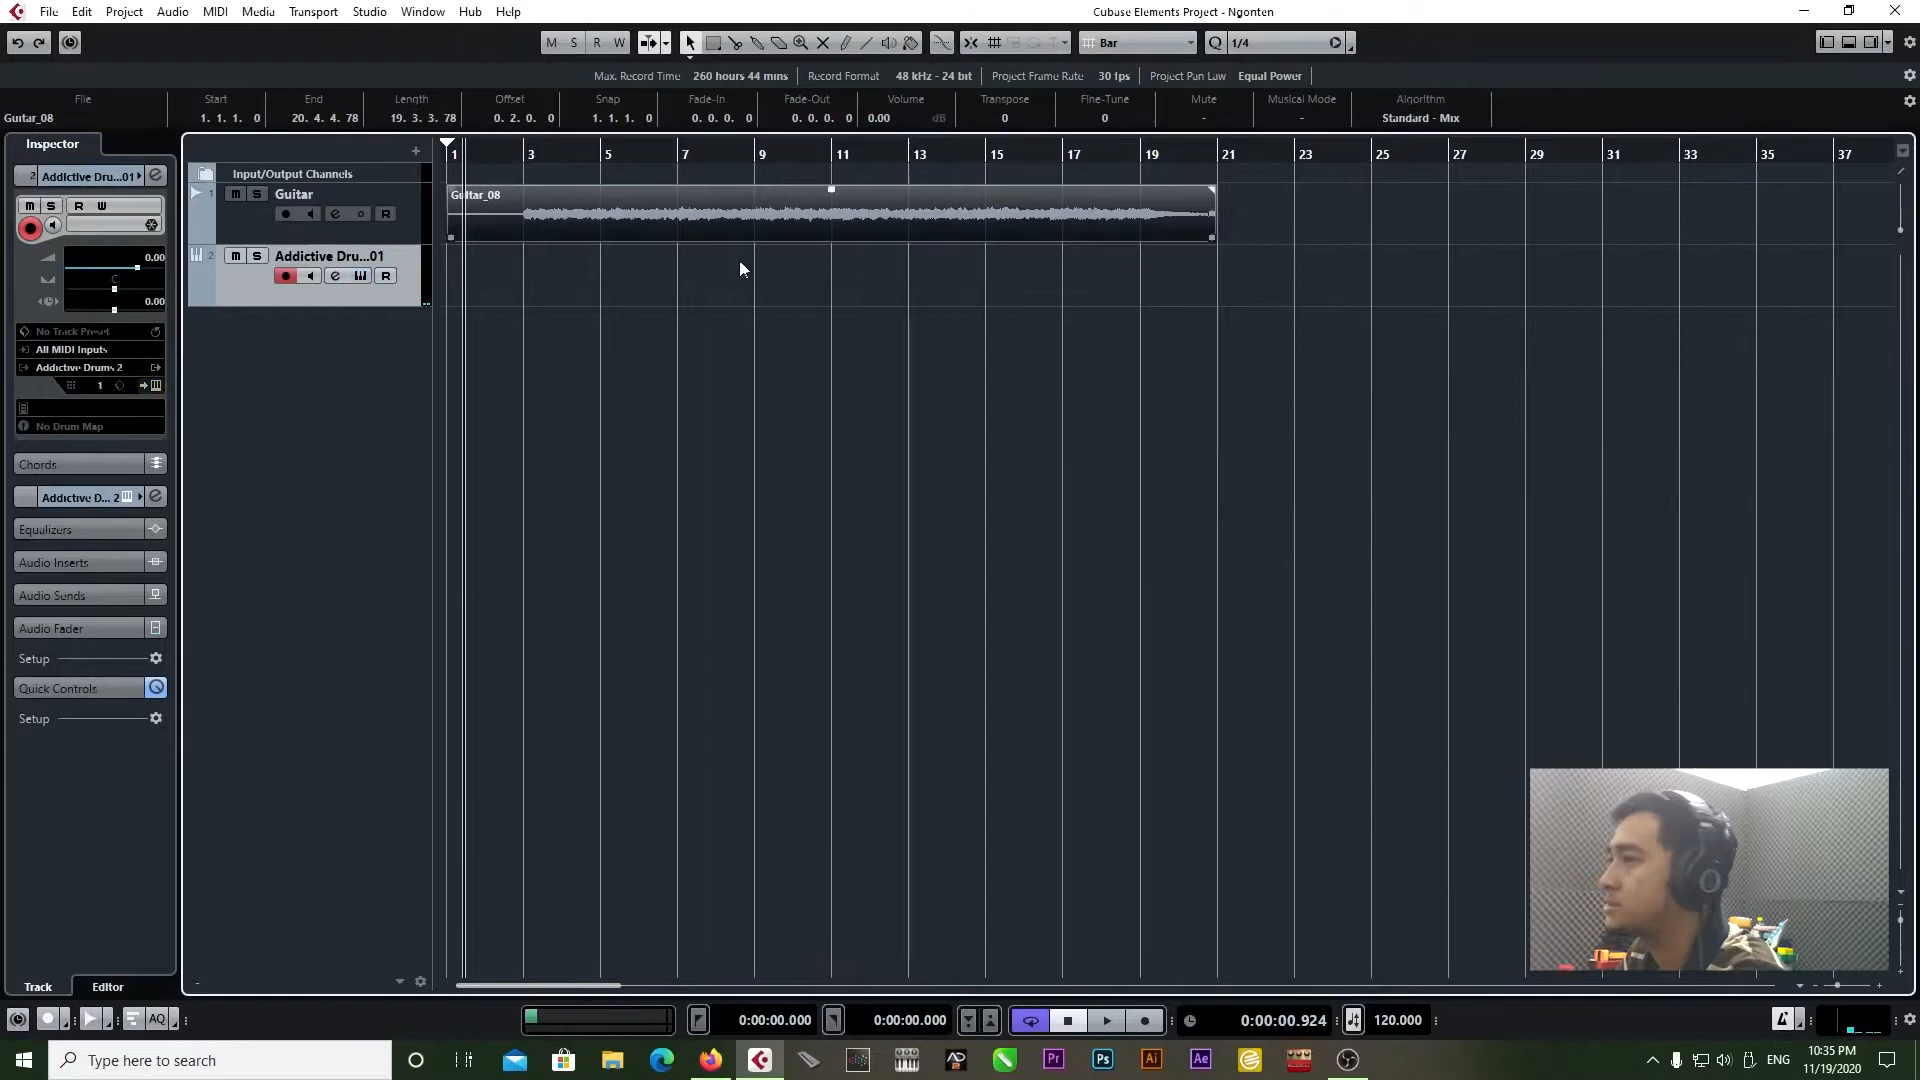 File Edit Project Audio MIDI Media Transport Studio Window Hub Help
Cubase Elements Project - Ngonten
M S R W
Bar
Q 1/4
Max. Record Time 260 hours 44 mins Record Format 48 kHz - 24 bit Project Frame Rate 30 fps Project Pan Law Equal Power
File Start End Length Offset Snap Fade-In Fade-Out Volume Transpose Fine-Tune Mute Musical Mode Algorithm
Guitar_08 1. 1. 1. 0 20. 4. 4. 78 19. 3. 3. 78 0. 2. 0. 0 1. 1. 1. 0 0. 0. 0. 0 0. 0. 0. 0 0.00 dB 0 0 - - Standard - Mix
Inspector
1 3 5 7 9 11 13 15 17 19 21 23 25 27 29 31 33 35 37
2 Addictive Dru...01
Input/Output Channels
1 m S Guitar
Guitar_08
R
m S R W
2 m S Addictive Dru...01
R
0.00
C
0.00
No Track Preset
All MIDI Inputs
Addictive Drums 2
1
No Drum Map
Chords
Addictive D... 2
Equalizers
Audio Inserts
Audio Sends
Audio Fader
Setup
Quick Controls
Setup
Track Editor
AQ
0:00:00.000
0:00:00.000
0:00:00.924
120.000
Type here to search
Pr Ps Ai Ae
ENG
10:35 PM
11/19/2020